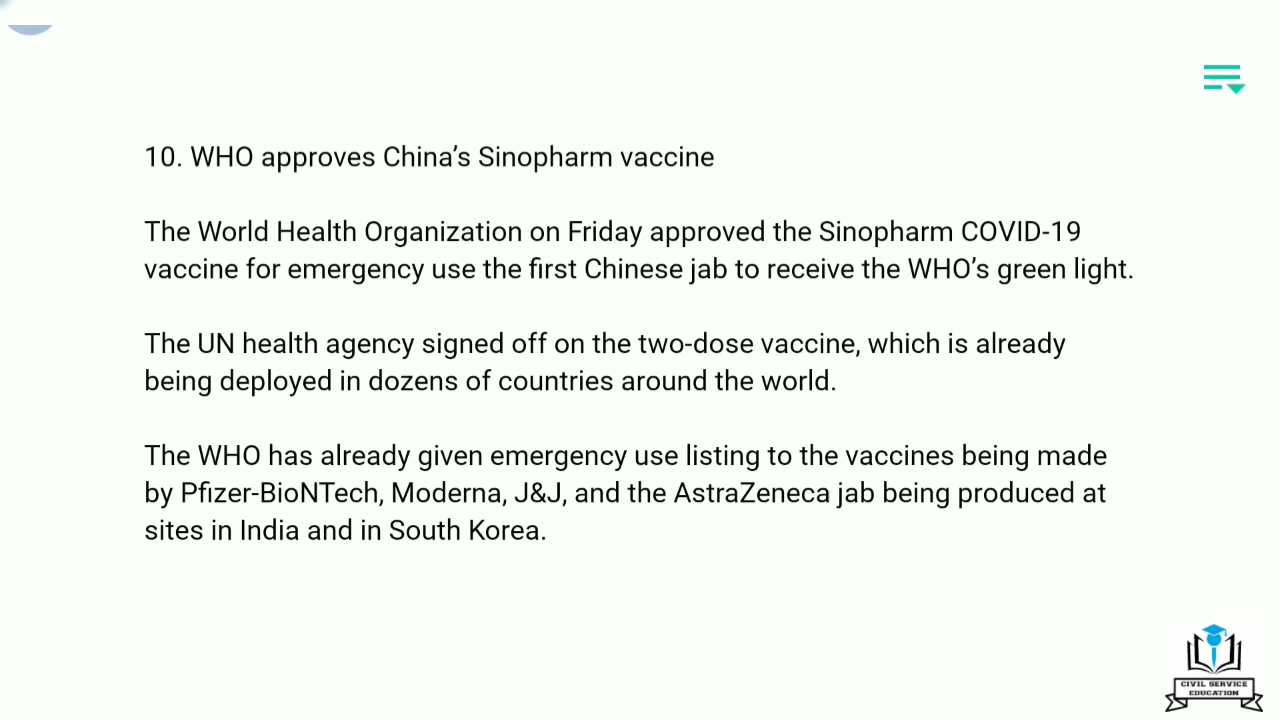 10. WHO approves China’s Sinopharm vaccine
The World Health Organization on Friday approved the Sinopharm COVID-19
vaccine for emergency use the first Chinese jab to receive the WHO’s green light.
The UN health agency signed off on the two-dose vaccine, which is already
being deployed in dozens of countries around the world.
The WHO has already given emergency use listing to the vaccines being made
by Pfizer-BioNTech, Moderna, J&J, and the AstraZeneca jab being produced at
sites in India and in South Korea.
CIVIL SERVICE
EDUCATION